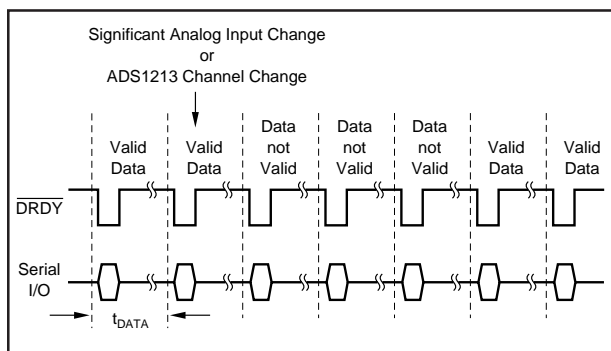 Significant Analog Input Change
or
ADS1213 Channel Change
Valid
Data
Valid
Data
Data
not
Valid
Data
not
Valid
Data
not
Valid
Valid
Data
Valid
Data
DRDY
Serial
I/O
tDATA